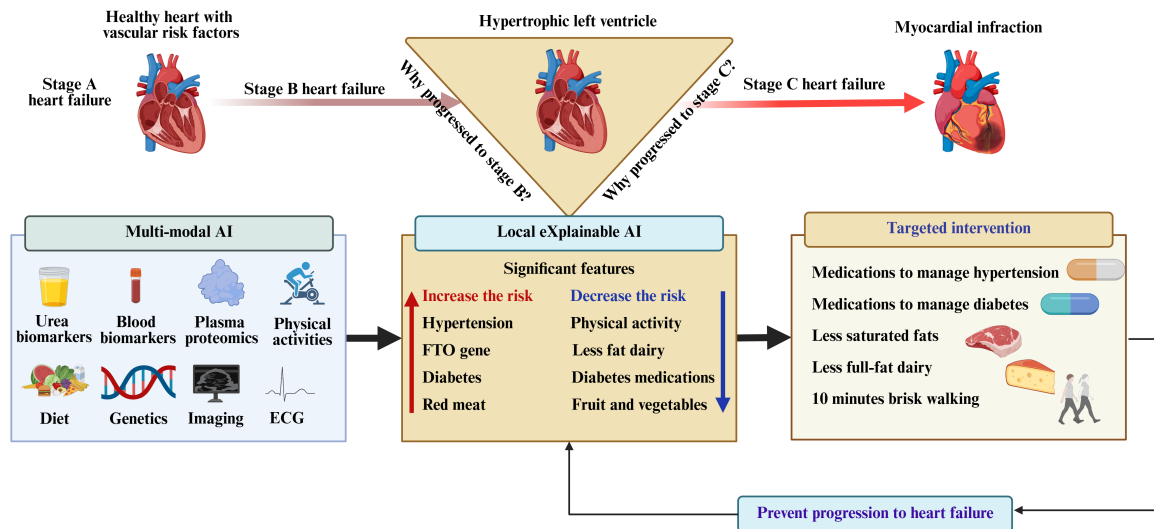 Healthy heart with
vascular risk factors
Hypertrophic left ventricle
Myocardial infraction
Stage A
heart failure
Stage B heart failure
Why progressed to stage B?
Why progressed to stage C?
Stage C heart failure
Multi-modal AI
Urea
biomarkers
Blood
biomarkers
Plasma
proteomics
Physical
activities
Diet
Genetics
Imaging
ECG
Local eXplainable AI
Significant features
Increase the risk
Hypertension
FTO gene
Diabetes
Red meat
Decrease the risk
Physical activity
Less fat dairy
Diabetes medications
Fruit and vegetables
Targeted intervention
Medications to manage hypertension
Medications to manage diabetes
Less saturated fats
Less full-fat dairy
10 minutes brisk walking
Prevent progression to heart failure